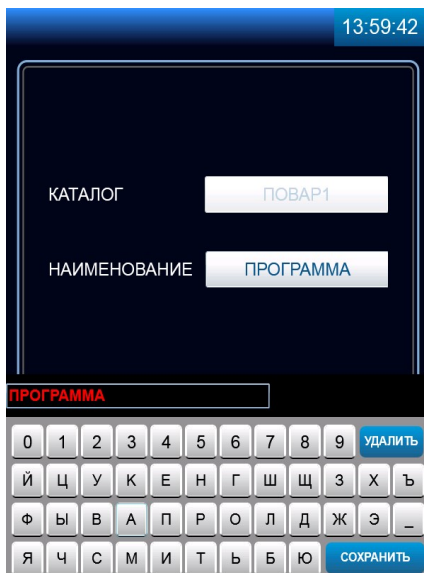 13:59:42
КАТАЛОГ ПОВАР1
НАИМЕНОВАНИЕ ПРОГРАММА
ПРОГРАММА
0 1 2 3 4 5 6 7 8 9 УДАЛИТЬ
Й Ц У К Е Н Г Ш Щ З Х Ъ
Ф Ы В А П Р О Л Д Ж Э _
Я Ч С М И Т Ь Б Ю СОХРАНИТЬ